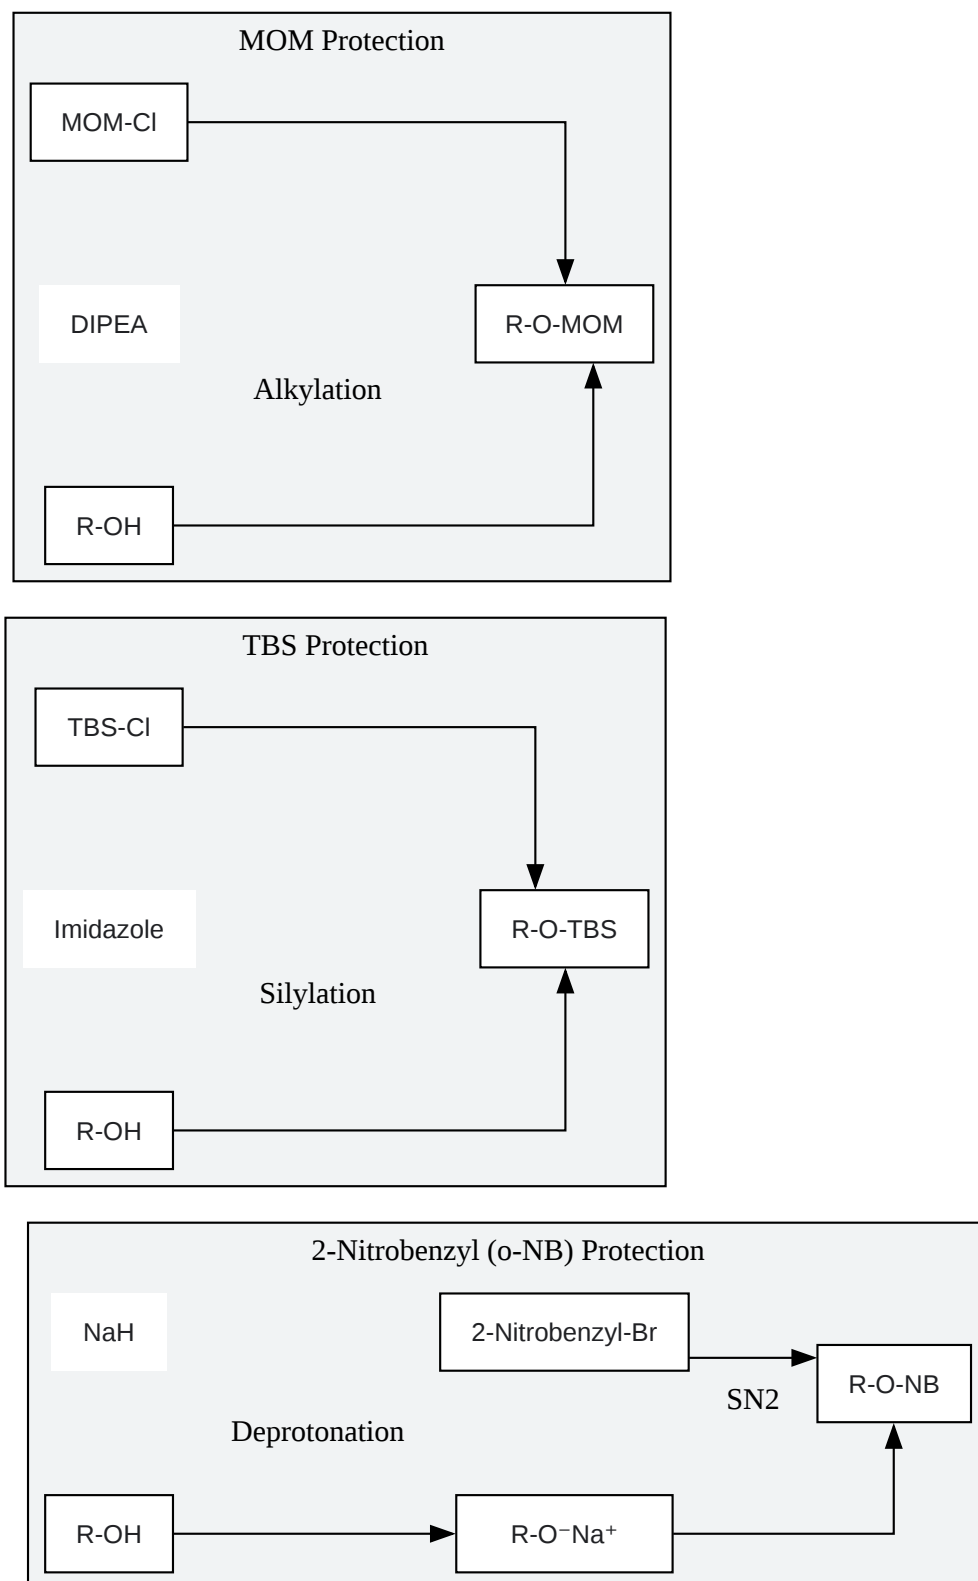 MOM Protection
MOM-Cl
DIPEA
R-O-MOM
Alkylation
R-OH
TBS Protection
TBS-Cl
Imidazole
R-O-TBS
Silylation
R-OH
2-Nitrobenzyl (o-NB) Protection
NaH
2-Nitrobenzyl-Br
R-O-NB
SN2
Deprotonation
R-OH
R-O⁻Na⁺